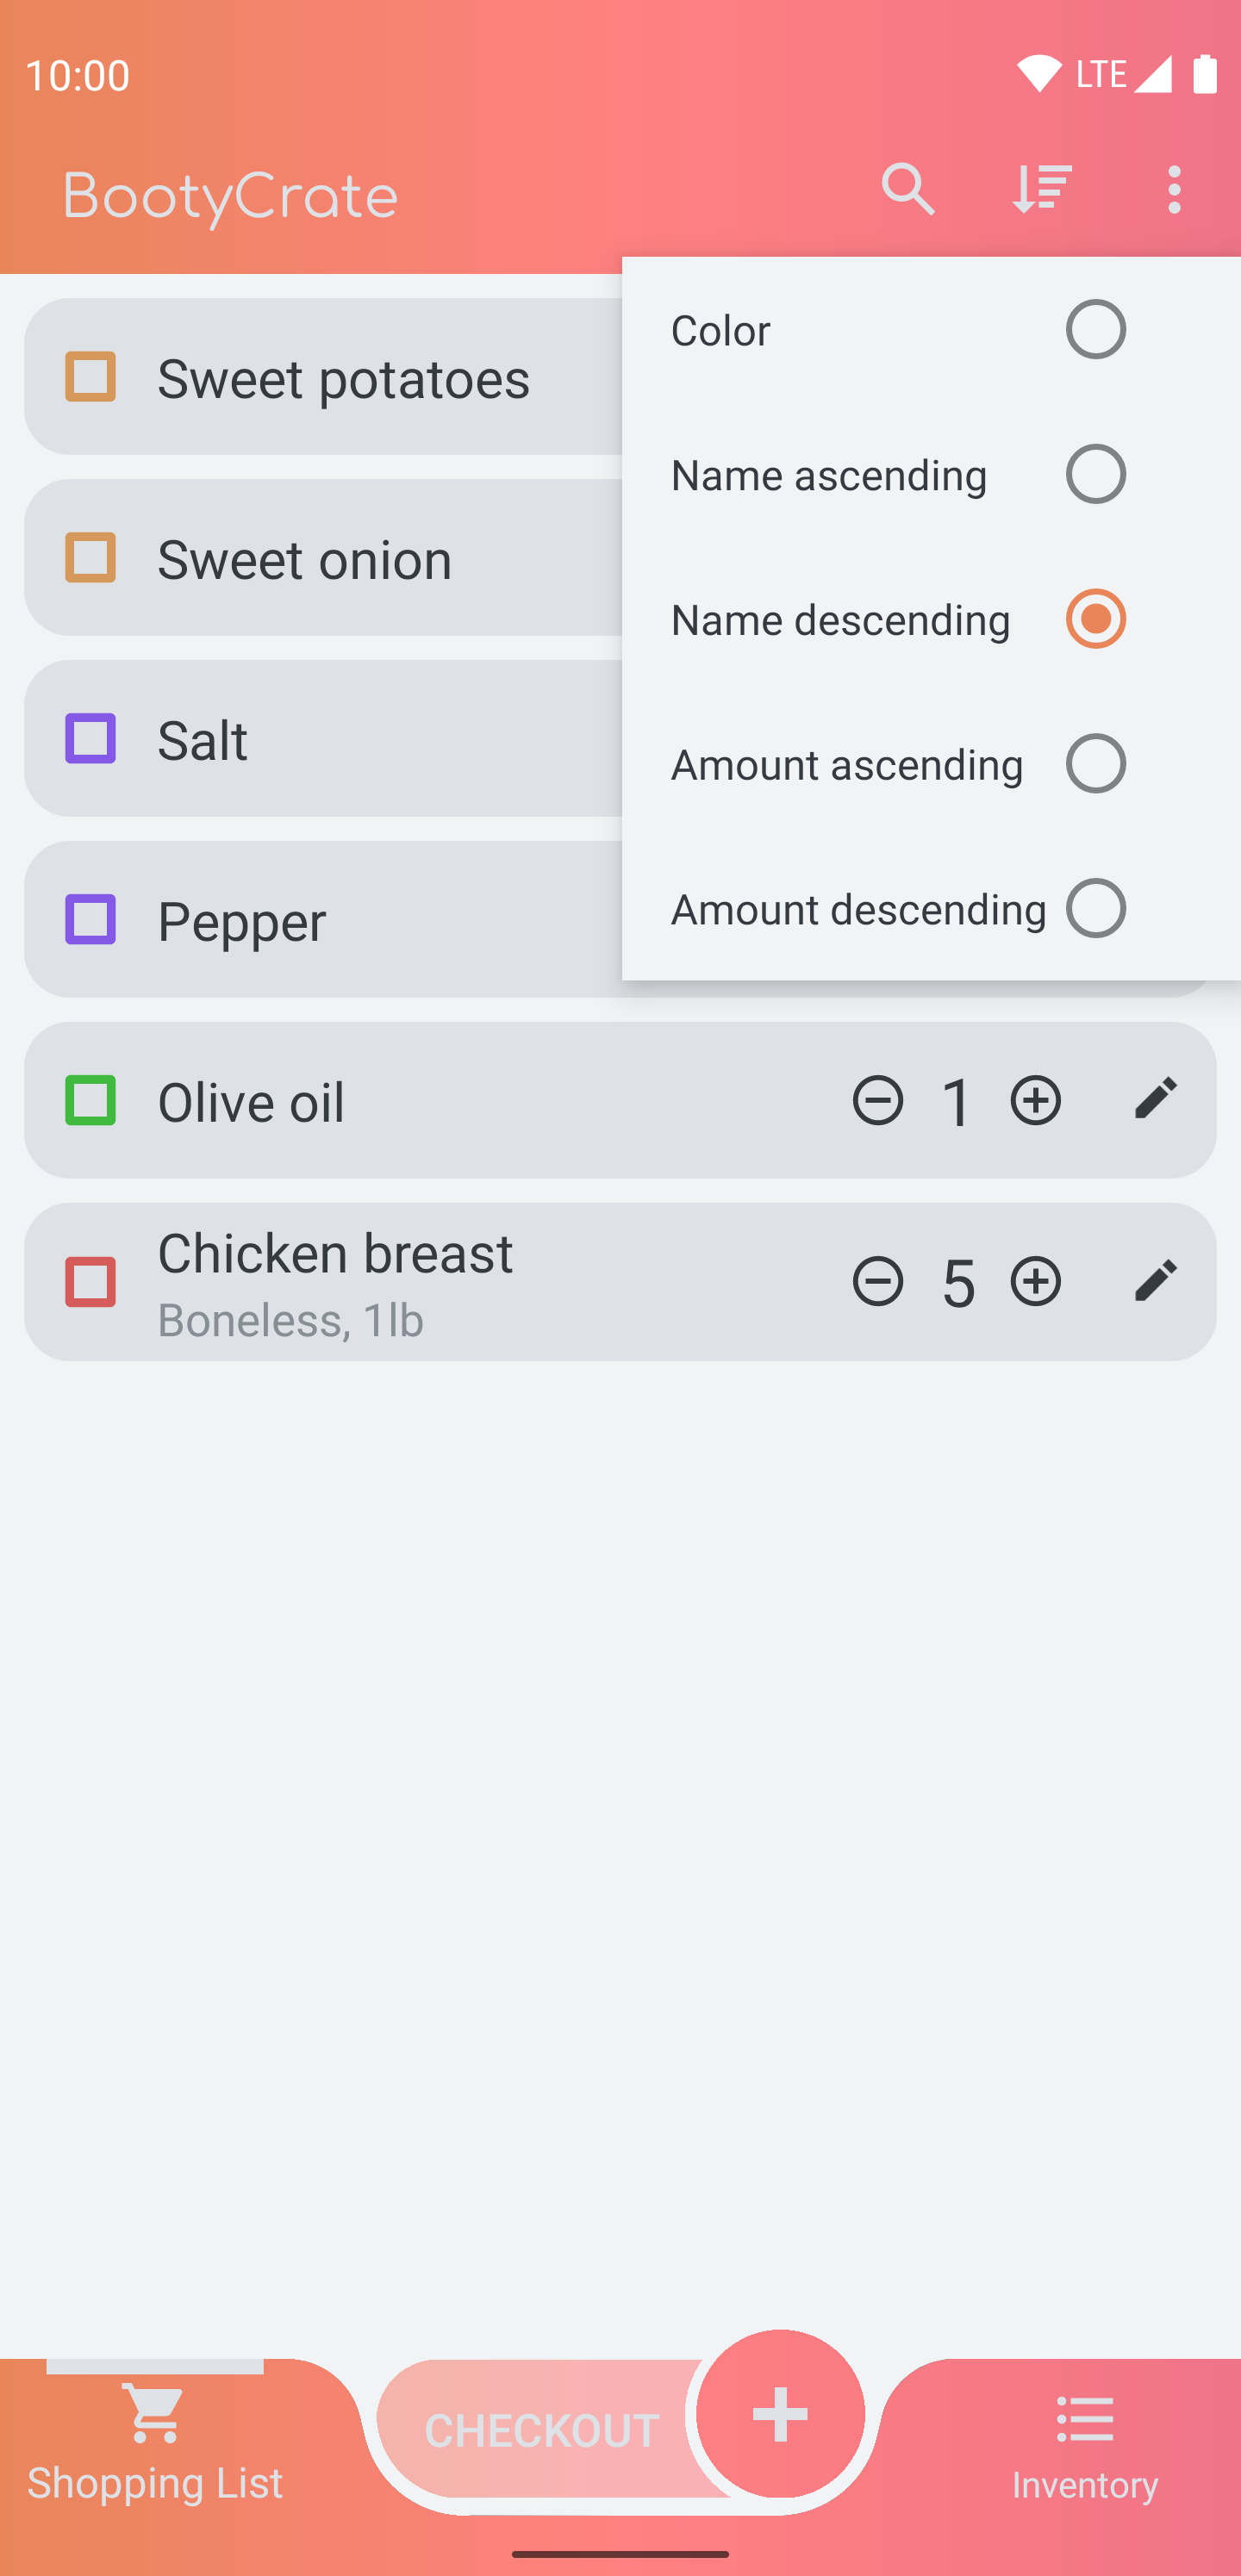 10:00
LTE
BootyCrate
Color
Name ascending
Name descending
Amount ascending
Amount descending
Sweet potatoes
Sweet onion
Salt
Pepper
Olive oil
1
Chicken breast
5
Boneless, 1lb
CHECKOUT
Shopping List
Inventory